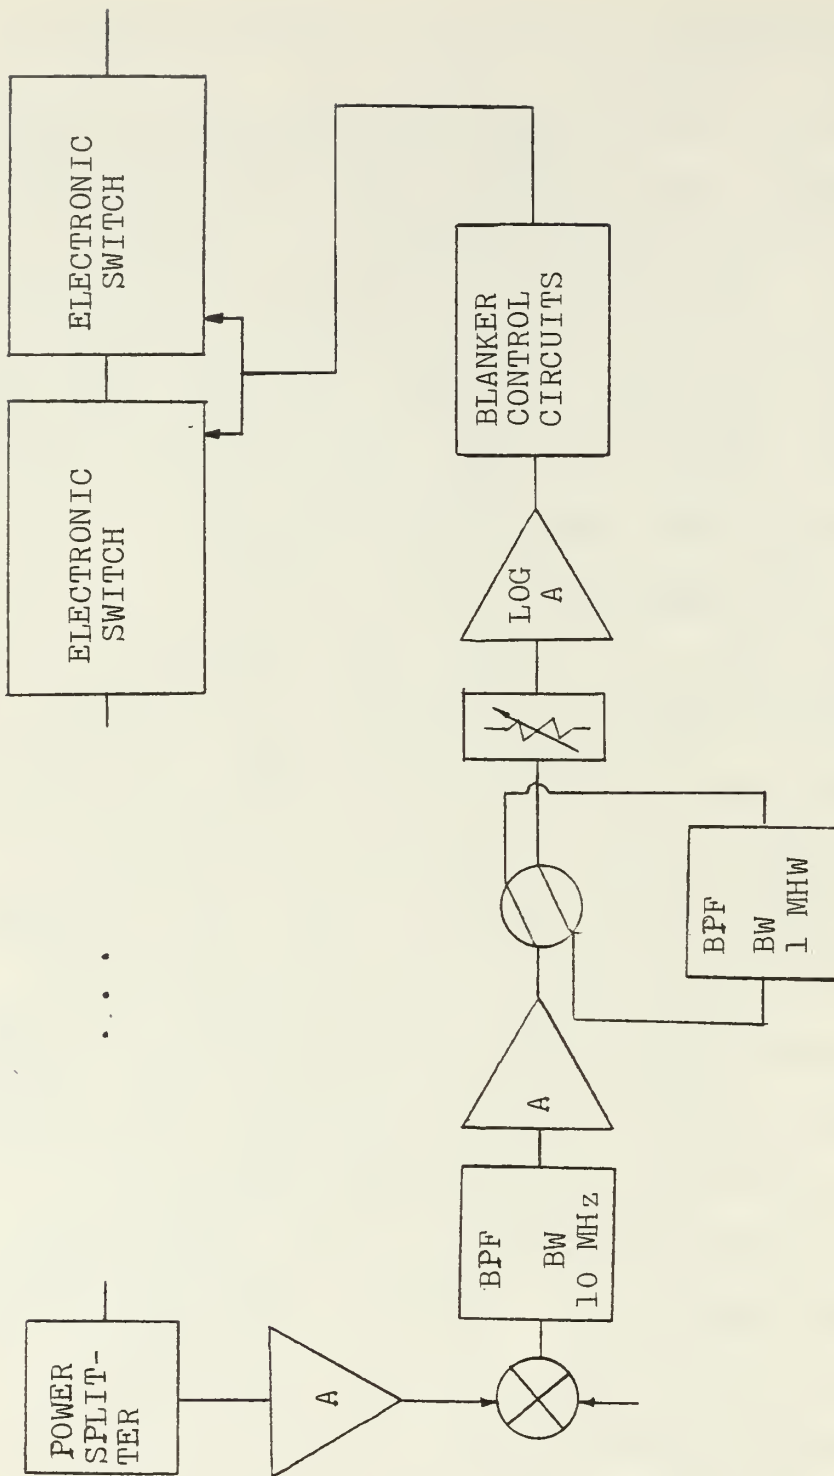 POWER
SPLIT-
TER
A
BPF
BW
10 MHz
A
BPF
BW
1 MHW
LOG
A
BLANKER
CONTROL
CIRCUITS
ELECTRONIC
SWITCH
ELECTRONIC
SWITCH